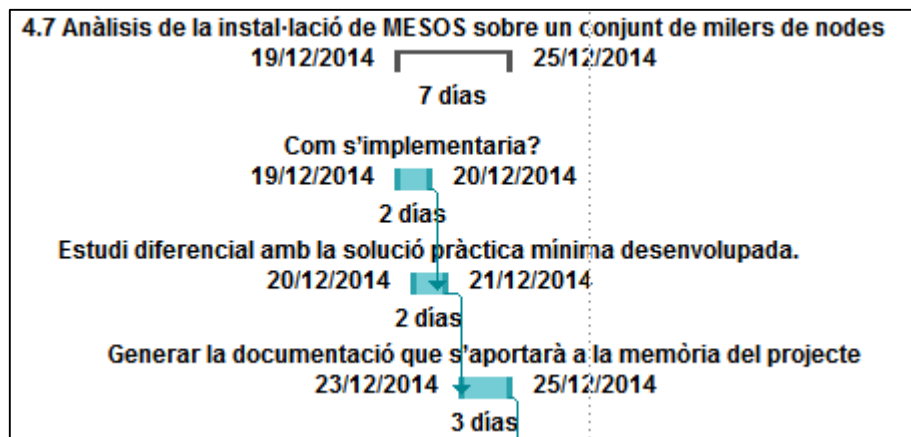 4.7 Anàlisis de la instal·lació de MESOS sobre un conjunt de milers de nodes
19/12/2014 25/12/2014
7 días
Com s'implementaria?
19/12/2014 20/12/2014
2 días
Estudi diferencial amb la solució pràctica mínima desenvolupada.
20/12/2014 21/12/2014
2 días
Generar la documentació que s'aportarà a la memòria del projecte
23/12/2014 25/12/2014
3 días